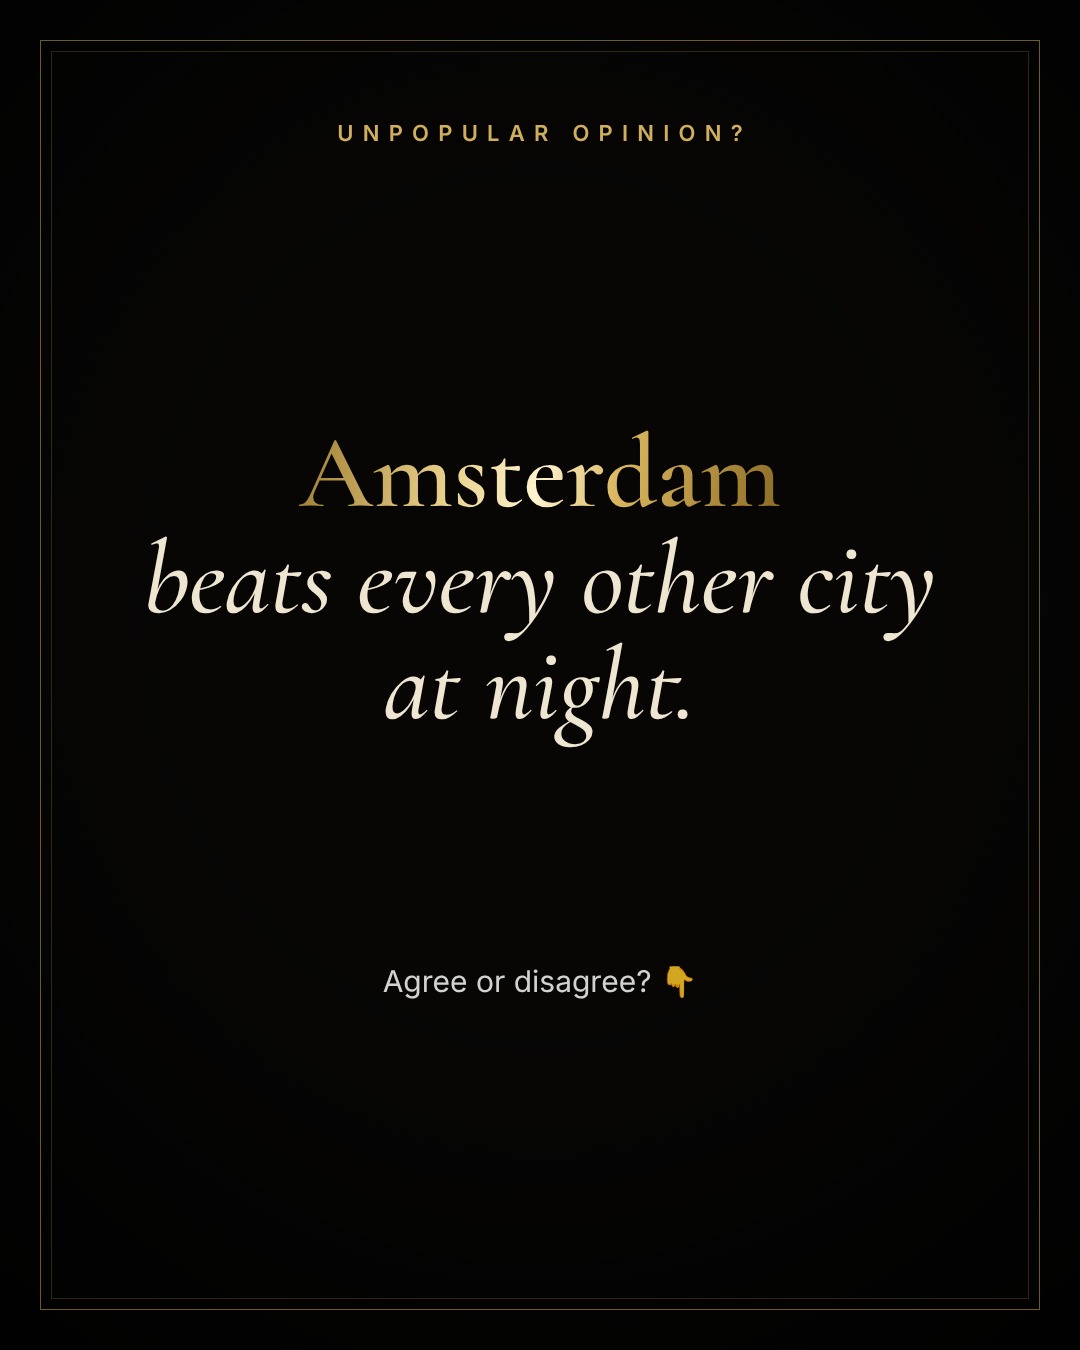 UNPOPULAR OPINION?
Amsterdam
beats every other city
at night.
Agree or disagree? 👇